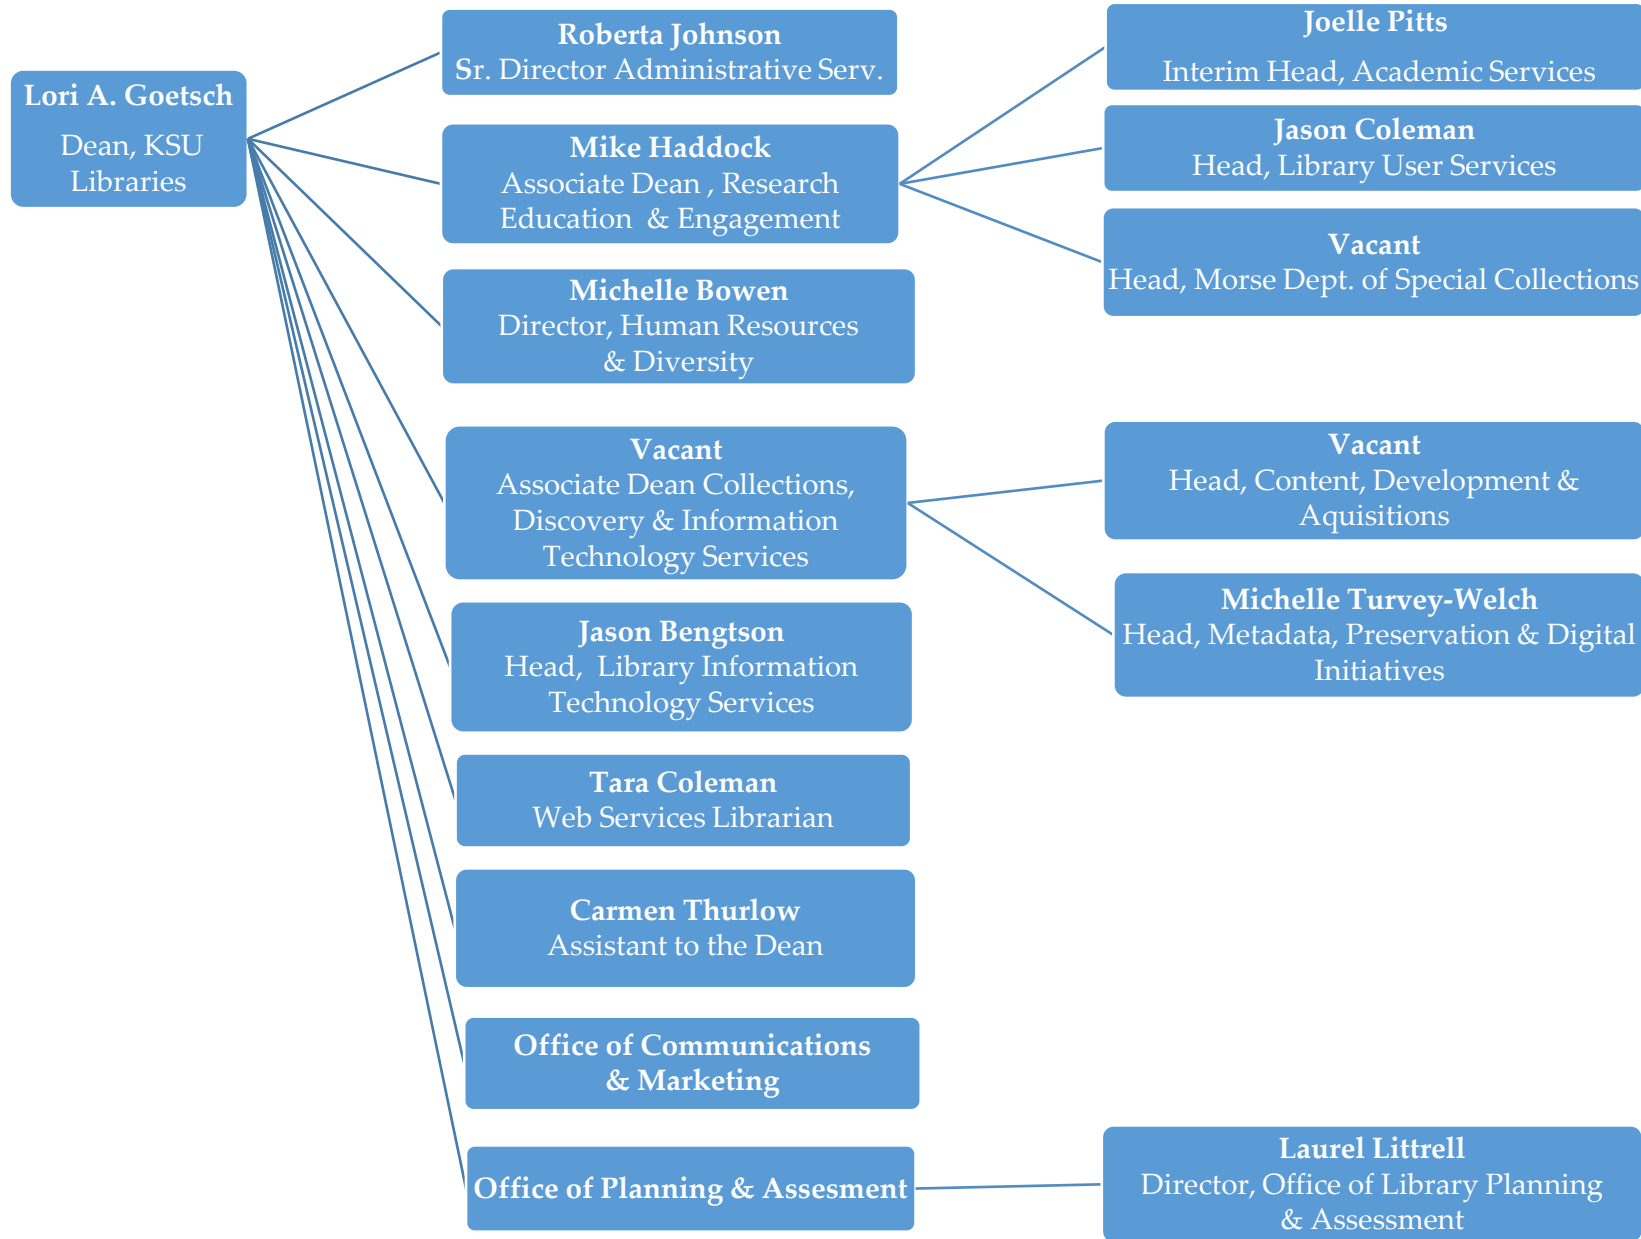 Lori A. Goetsch
Dean, KSU
Libraries
Roberta Johnson
Sr. Director Administrative Serv.
Mike Haddock
Associate Dean , Research
Education & Engagement
Michelle Bowen
Director, Human Resources
& Diversity
Vacant
Associate Dean Collections,
Discovery & Information
Technology Services
Jason Bengtson
Head, Library Information
Technology Services
Tara Coleman
Web Services Librarian
Carmen Thurlow
Assistant to the Dean
Office of Communications
& Marketing
Office of Planning & Assesment
Joelle Pitts
Interim Head, Academic Services
Jason Coleman
Head, Library User Services
Vacant
Head, Morse Dept. of Special Collections
Vacant
Head, Content, Development &
Aquisitions
Michelle Turvey-Welch
Head, Metadata, Preservation & Digital
Initiatives
Laurel Littrell
Director, Office of Library Planning
& Assessment